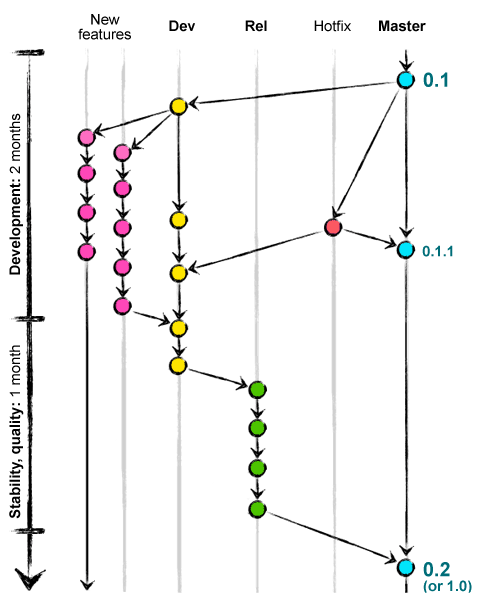 New
features
Dev
Rel
Hotfix
Master
0.1
Development: 2 months
0.1.1
Stability, quality: 1 month
0.2
(or 1.0)